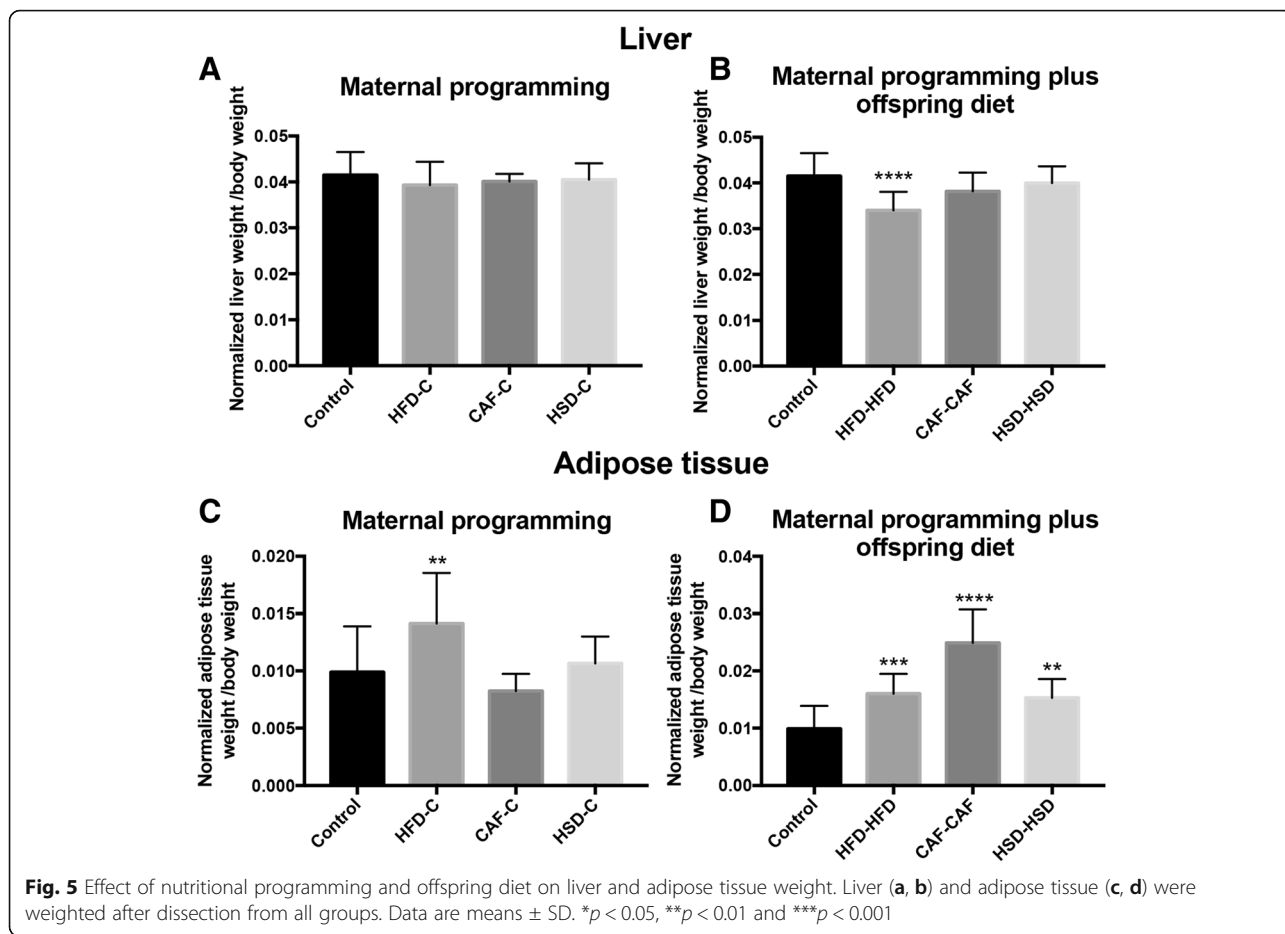 Liver
A
Maternal programming
Normalized liver weight /body weight
0.05
0.04
0.03
0.02
0.01
0.00
Control
HFD-C
CAF-C
HSD-C
B
Maternal programming plus
offspring diet
Normalized liver weight /body weight
0.05
0.04
0.03
0.02
0.01
0.00
****
Control
HFD-HFD
CAF-CAF
HSD-HSD
Adipose tissue
C
Maternal programming
Normalized adipose tissue
weight /body weight
0.020
0.015
0.010
0.005
0.000
**
Control
HFD-C
CAF-C
HSD-C
D
Maternal programming plus
offspring diet
Normalized adipose tissue
weight /body weight
0.04
0.03
0.02
0.01
0.00
***
****
**
Control
HFD-HFD
CAF-CAF
HSD-HSD
Fig. 5 Effect of nutritional programming and offspring diet on liver and adipose tissue weight. Liver (a, b) and adipose tissue (c, d) were
weighted after dissection from all groups. Data are means ± SD. *p < 0.05, **p < 0.01 and ***p < 0.001